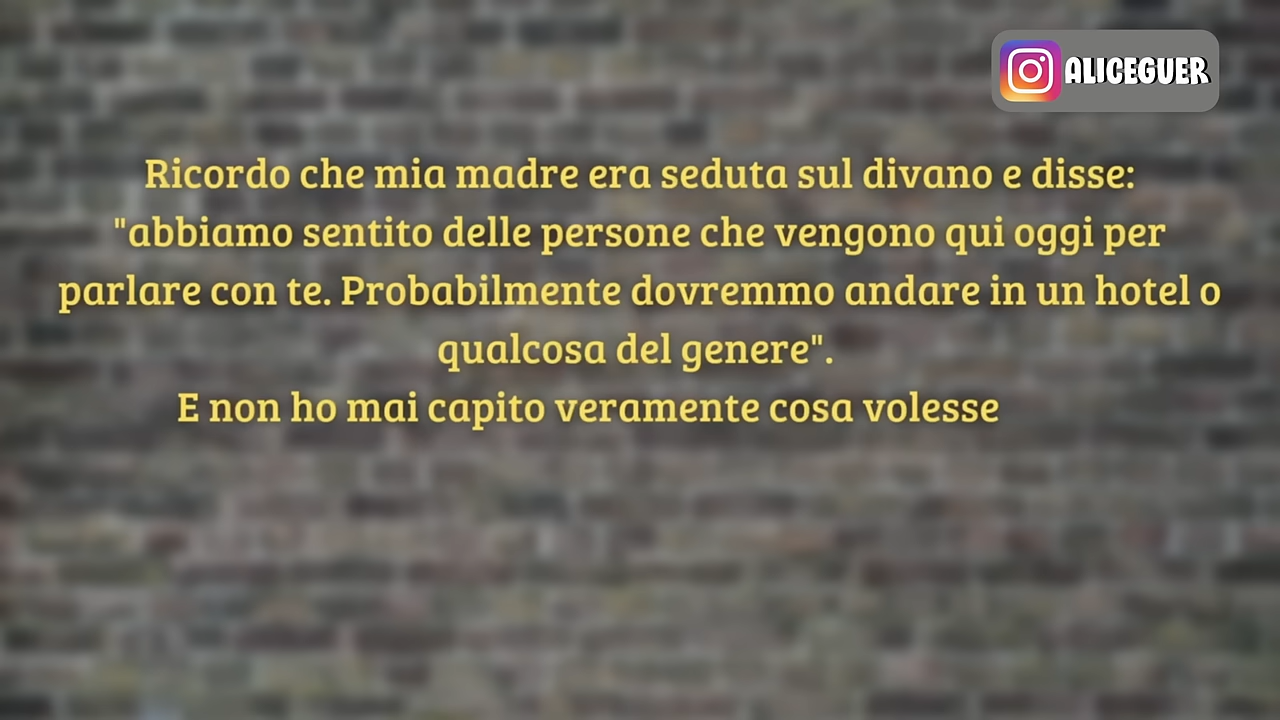 ALICEGUER
Ricordo che mia madre era seduta sul divano e disse:
"abbiamo sentito delle persone che vengono qui oggi per
parlare con te. Probabilmente dovremmo andare in un hotel o
qualcosa del genere".
E non ho mai capito veramente cosa volesse